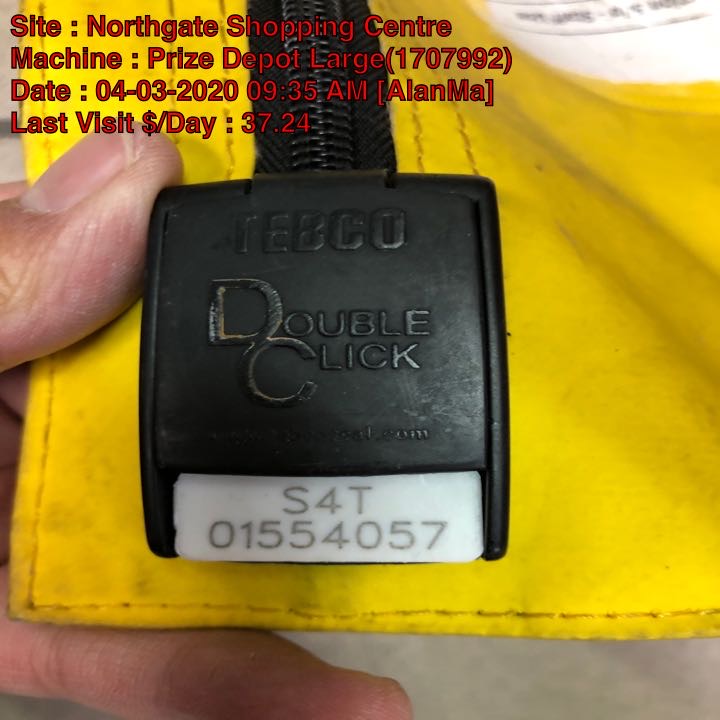 Site : Northgate Shopping Centre
Machine : Prize Depot Large(1707992)
Date : 04-03-2020 09:35 AM [AlanMa]
Last Visit $/Day : 37.24
TEBCO
DOUBLE
CLICK
S4T
01554057